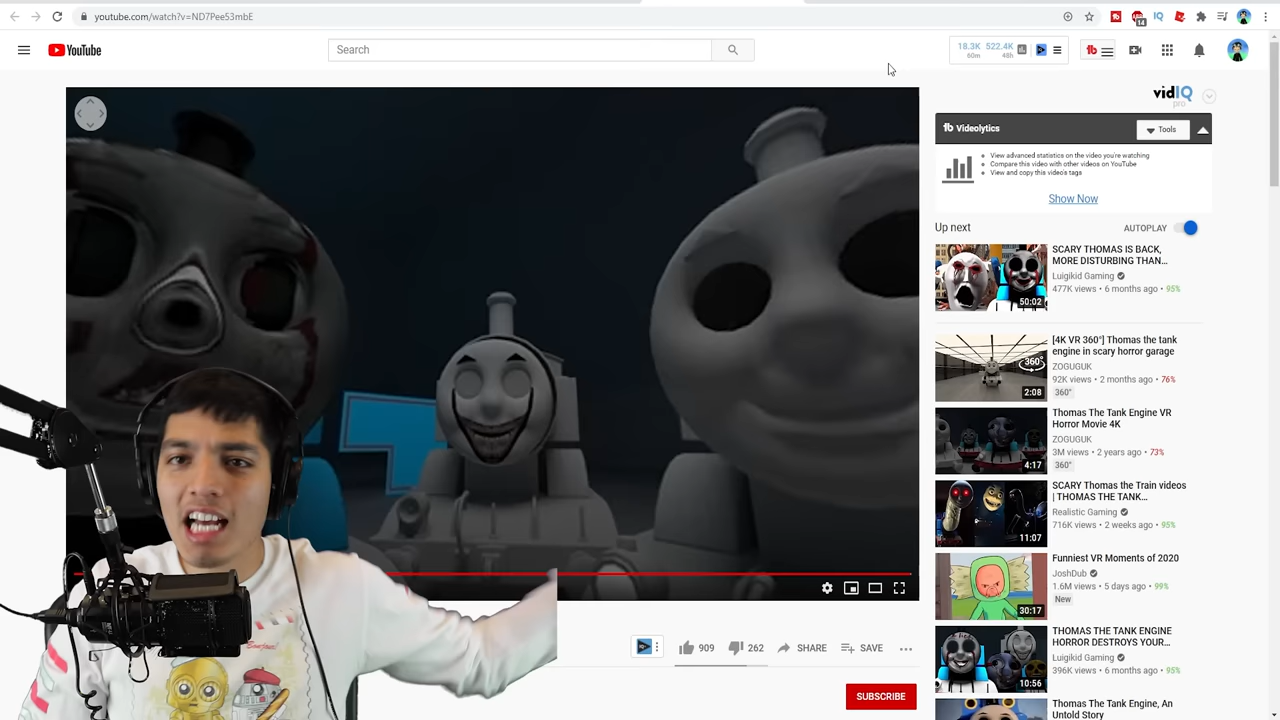 youtube.com/watch?v=ND7Pee53mbE
14
YouTube
Search
18.3K 522.4K
60m 48h
vidIQ
pro
Videolytics
Tools
View advanced statistics on the video you're watching
Compare this video with other videos on YouTube
View and copy this video's tags
Show Now
Up next
AUTOPLAY
SCARY THOMAS IS BACK,
MORE DISTURBING THAN...
Luigikid Gaming
477K views • 6 months ago • 95%
50:02
[4K VR 360°] Thomas the tank
engine in scary horror garage
ZOGUGUK
92K views • 2 months ago • 76%
360°
360°
2:08
Thomas The Tank Engine VR
Horror Movie 4K
ZOGUGUK
3M views • 2 years ago • 73%
360°
4:17
SCARY Thomas the Train videos
| THOMAS THE TANK...
Realistic Gaming
716K views • 2 weeks ago • 95%
11:07
Funniest VR Moments of 2020
JoshDub
1.6M views • 5 days ago • 99%
New
30:17
THOMAS THE TANK ENGINE
HORROR DESTROYS YOUR...
Luigikid Gaming
396K views • 6 months ago • 95%
10:56
Thomas The Tank Engine, An
Untold Story
909
262
SHARE
SAVE
SUBSCRIBE